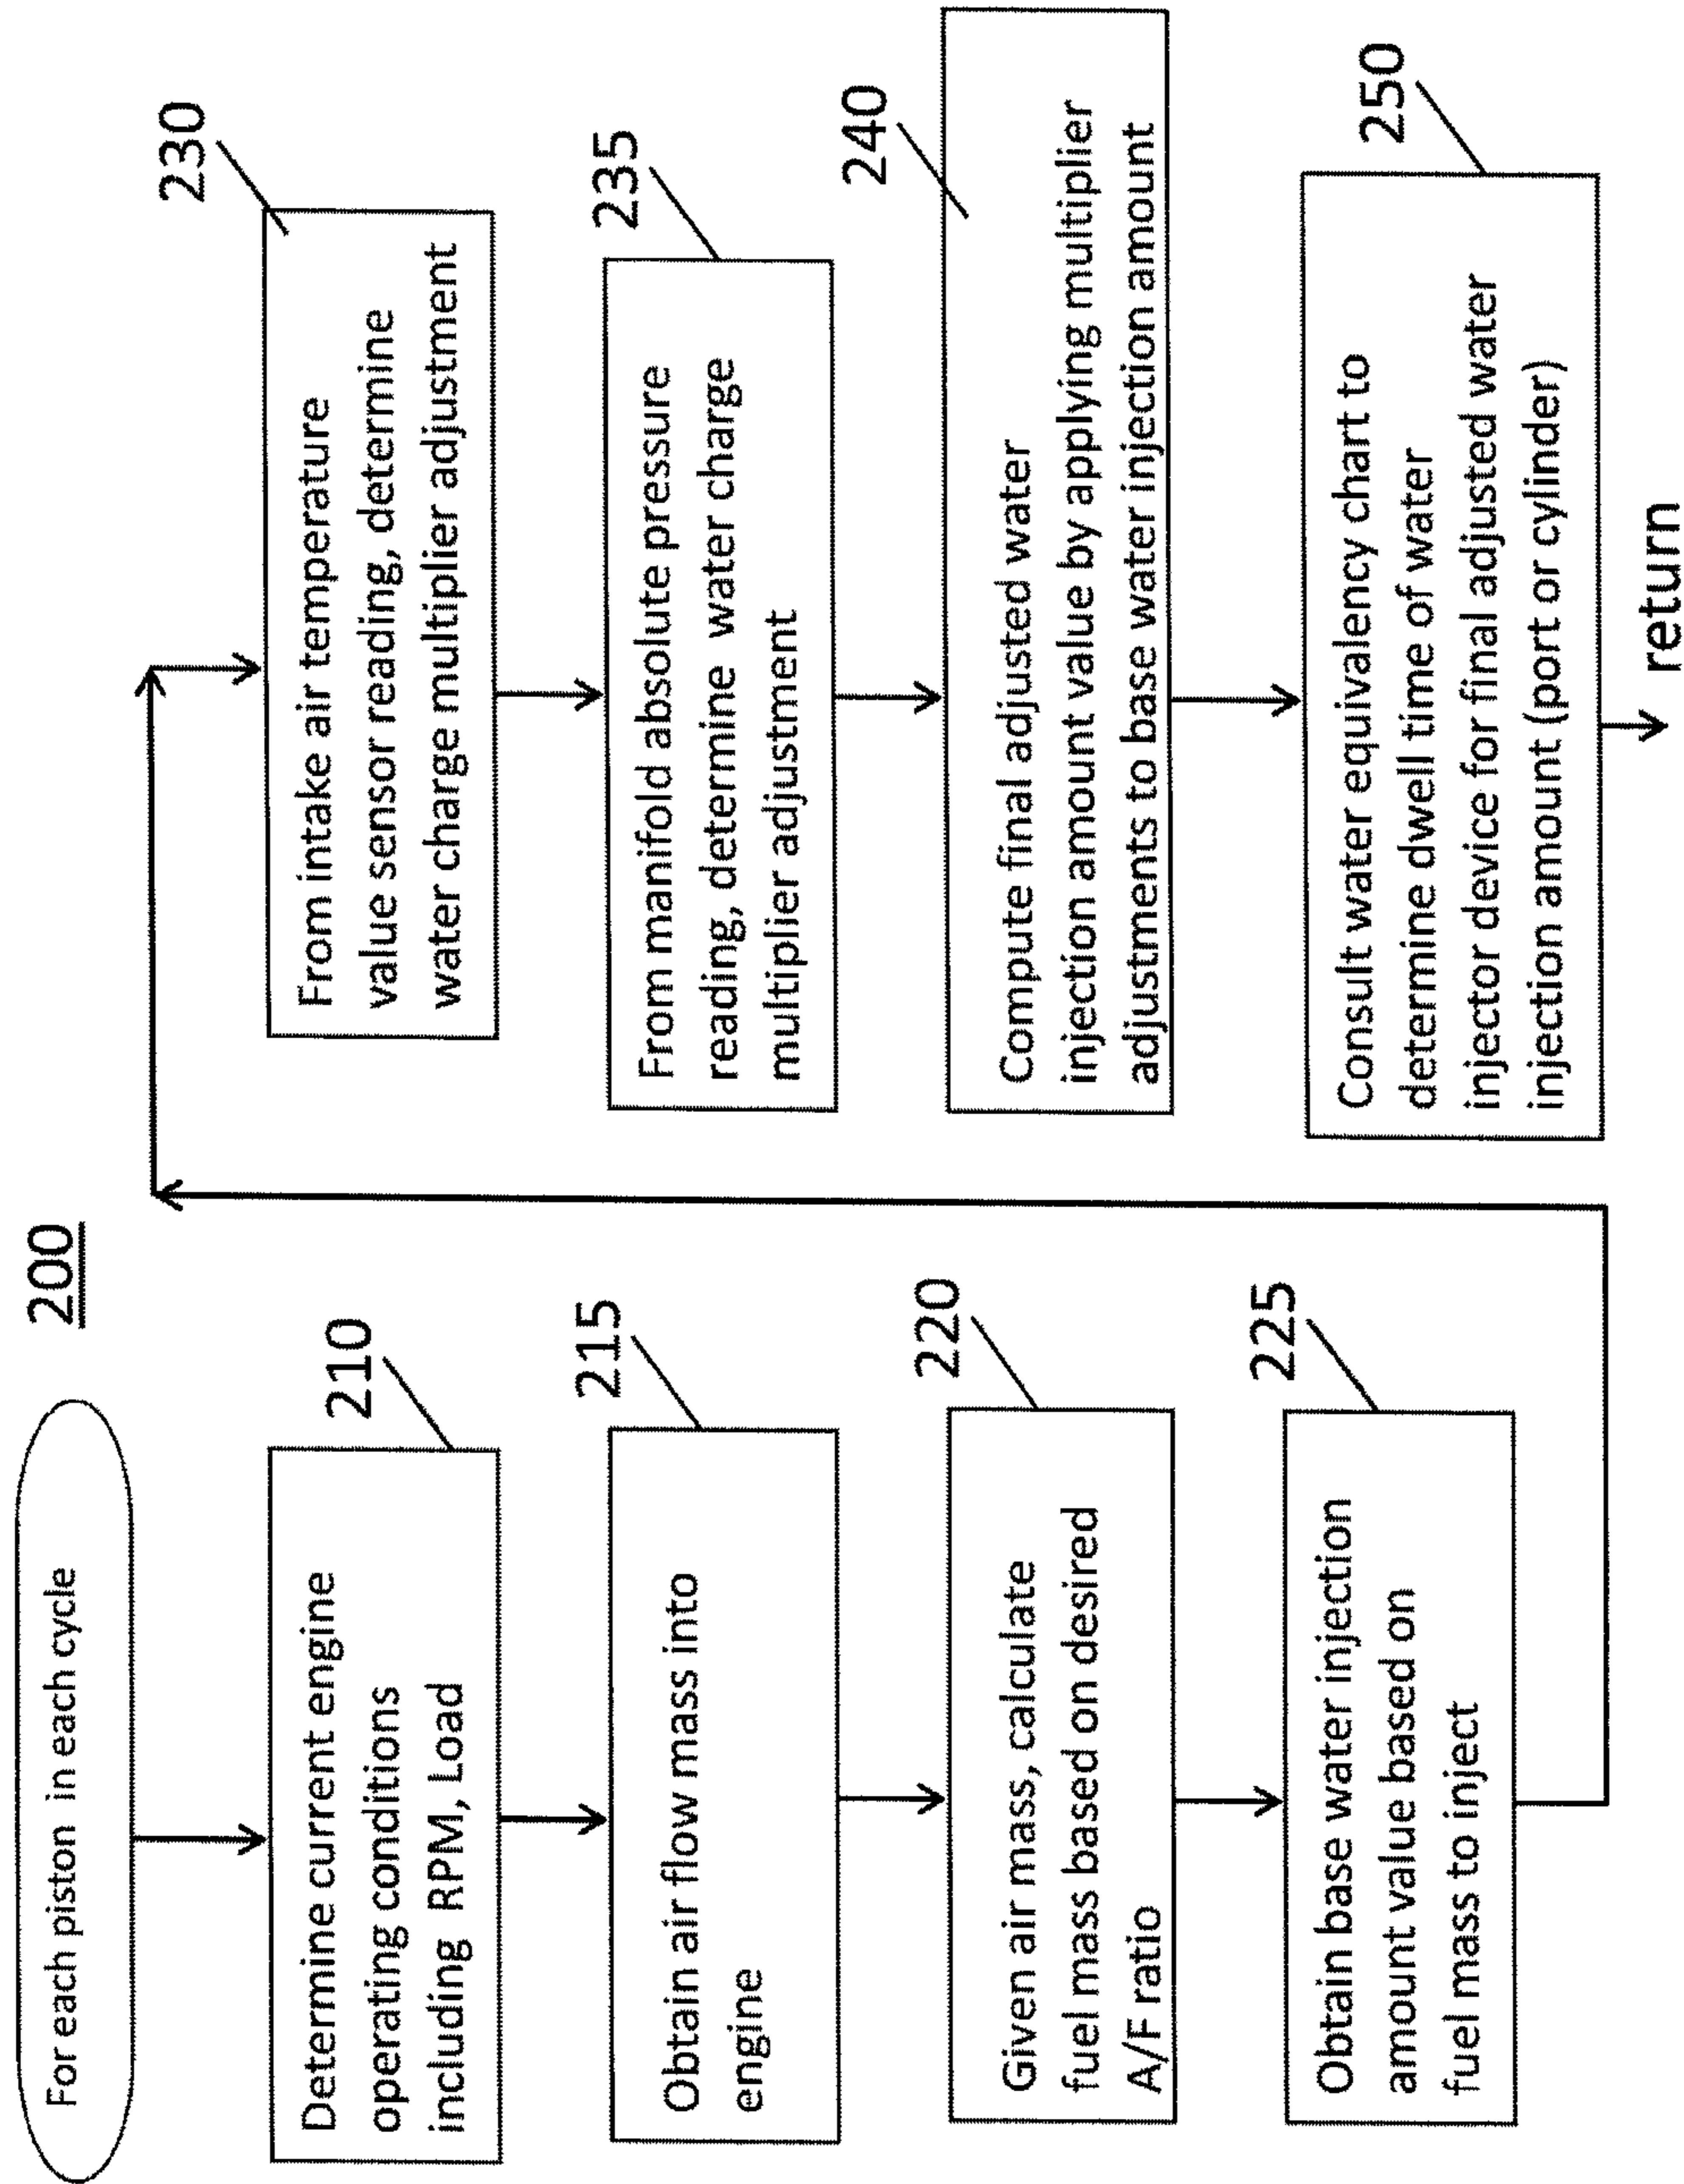 200
For each piston in each cycle
210
Determine current engine
operating conditions
including RPM, Load
215
Obtain air flow mass into
engine
220
Given air mass, calculate
fuel mass based on desired
A/F ratio
225
Obtain base water injection
amount value based on
fuel mass to inject
230
From intake air temperature
value sensor reading, determine
water charge multiplier adjustment
235
From manifold absolute pressure
reading, determine water charge
multiplier adjustment
240
Compute final adjusted water
injection amount value by applying multiplier
adjustments to base water injection amount
250
Consult water equivalency chart to
determine dwell time of water
injector device for final adjusted water
injection amount (port or cylinder)
return